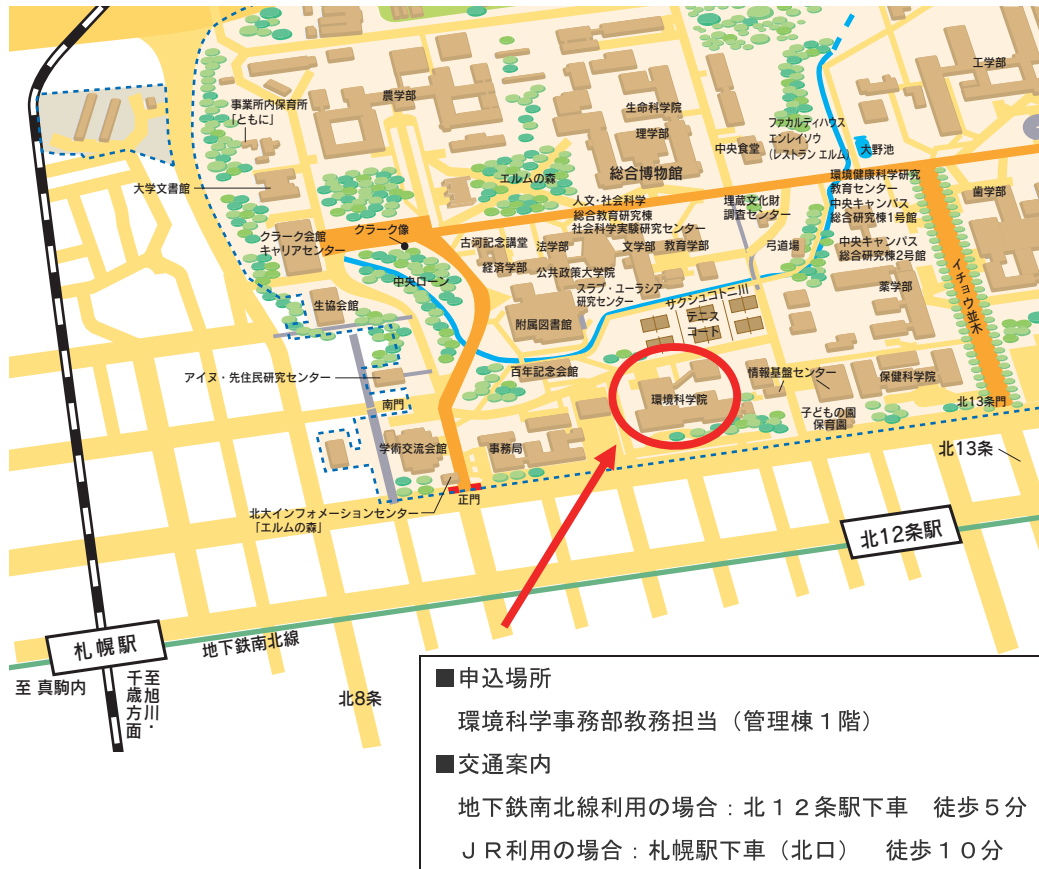 工学部
農学部
事業所内保育所
「ともに」
生命科学院
理学部
ファカルティハウス
エンレイソウ
(レストラン エルム)
中央食堂
大野池
総合博物館
エルムの森
大学文書館
環境健康科学研究
教育センター
中央キャンパス
総合研究棟1号館
歯学部
人文・社会科学
総合教育研究棟
社会科学実験研究センター
埋蔵文化財
調査センター
クラーク像
クラーク会館
キャリアセンター
古河記念講堂
法学部
文学部
教育学部
弓道場
中央キャンパス
総合研究棟2号館
経済学部
公共政策大学院
中央ローン
スラブ・ユーラシア
研究センター
薬学部
イチョウ並木
サクシュコトニ川
生協会館
附属図書館
テニス
コート
百年記念会館
アイヌ・先住民研究センター
情報基盤センター
保健科学院
環境科学院
南門
子どもの園
保育園
北13条門
学術交流会館
事務局
北13条
正門
北大インフォメーションセンター
「エルムの森」
北12条駅
札幌駅
地下鉄南北線
至 真駒内
至旭川・
千歳方面
北8条
■申込場所
環境科学事務部教務担当（管理棟１階）
■交通案内
地下鉄南北線利用の場合：北１２条駅下車　徒歩５分
ＪＲ利用の場合：札幌駅下車（北口）　徒歩１０分